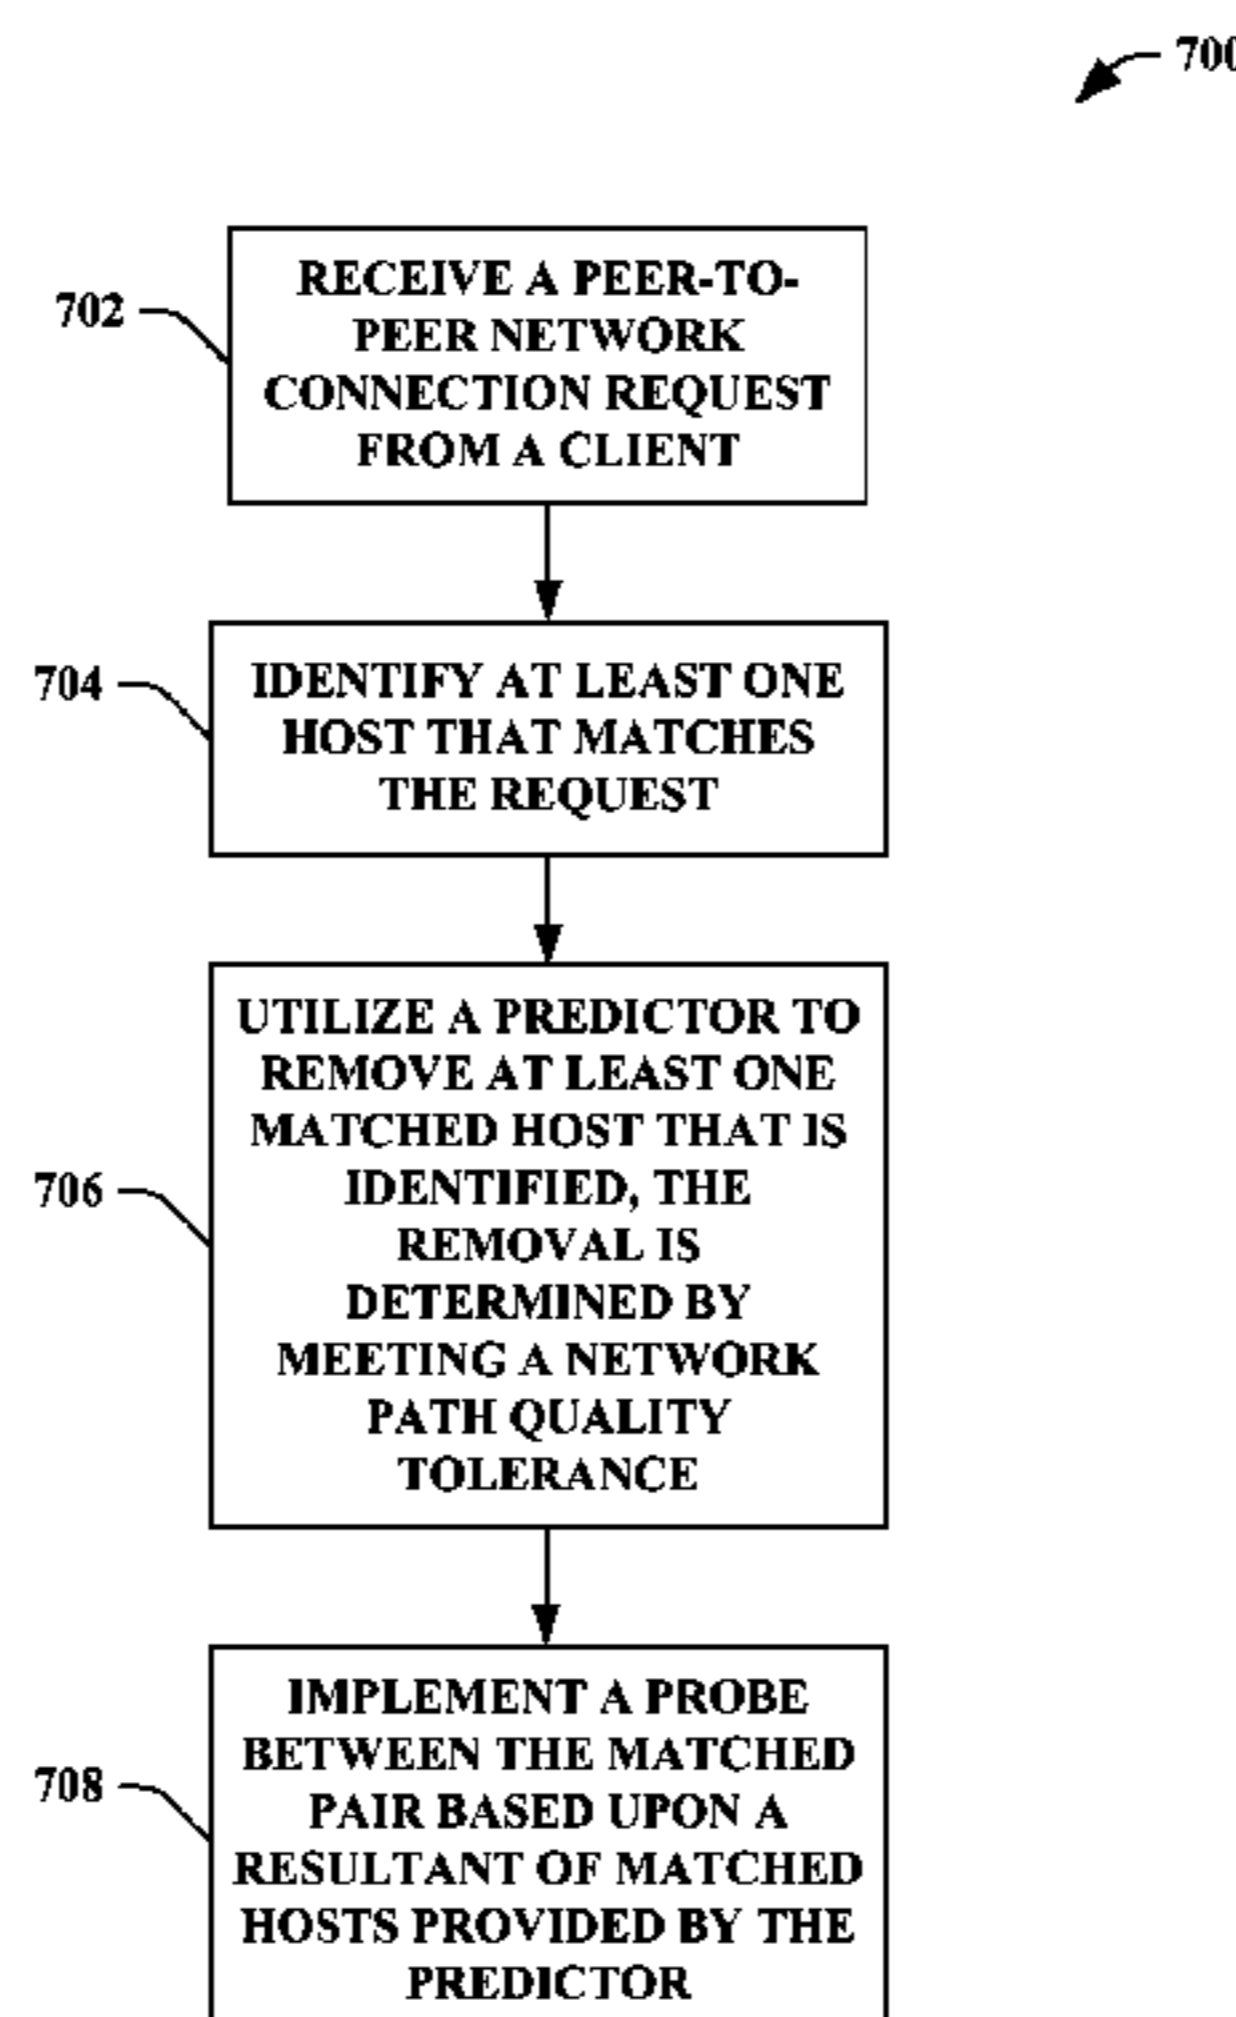 700
702
RECEIVE A PEER-TO-
PEER NETWORK
CONNECTION REQUEST
FROM A CLIENT
704
IDENTIFY AT LEAST ONE
HOST THAT MATCHES
THE REQUEST
706
UTILIZE A PREDICTOR TO
REMOVE AT LEAST ONE
MATCHED HOST THAT IS
IDENTIFIED, THE
REMOVAL IS
DETERMINED BY
MEETING A NETWORK
PATH QUALITY
TOLERANCE
708
IMPLEMENT A PROBE
BETWEEN THE MATCHED
PAIR BASED UPON A
RESULTANT OF MATCHED
HOSTS PROVIDED BY THE
PREDICTOR